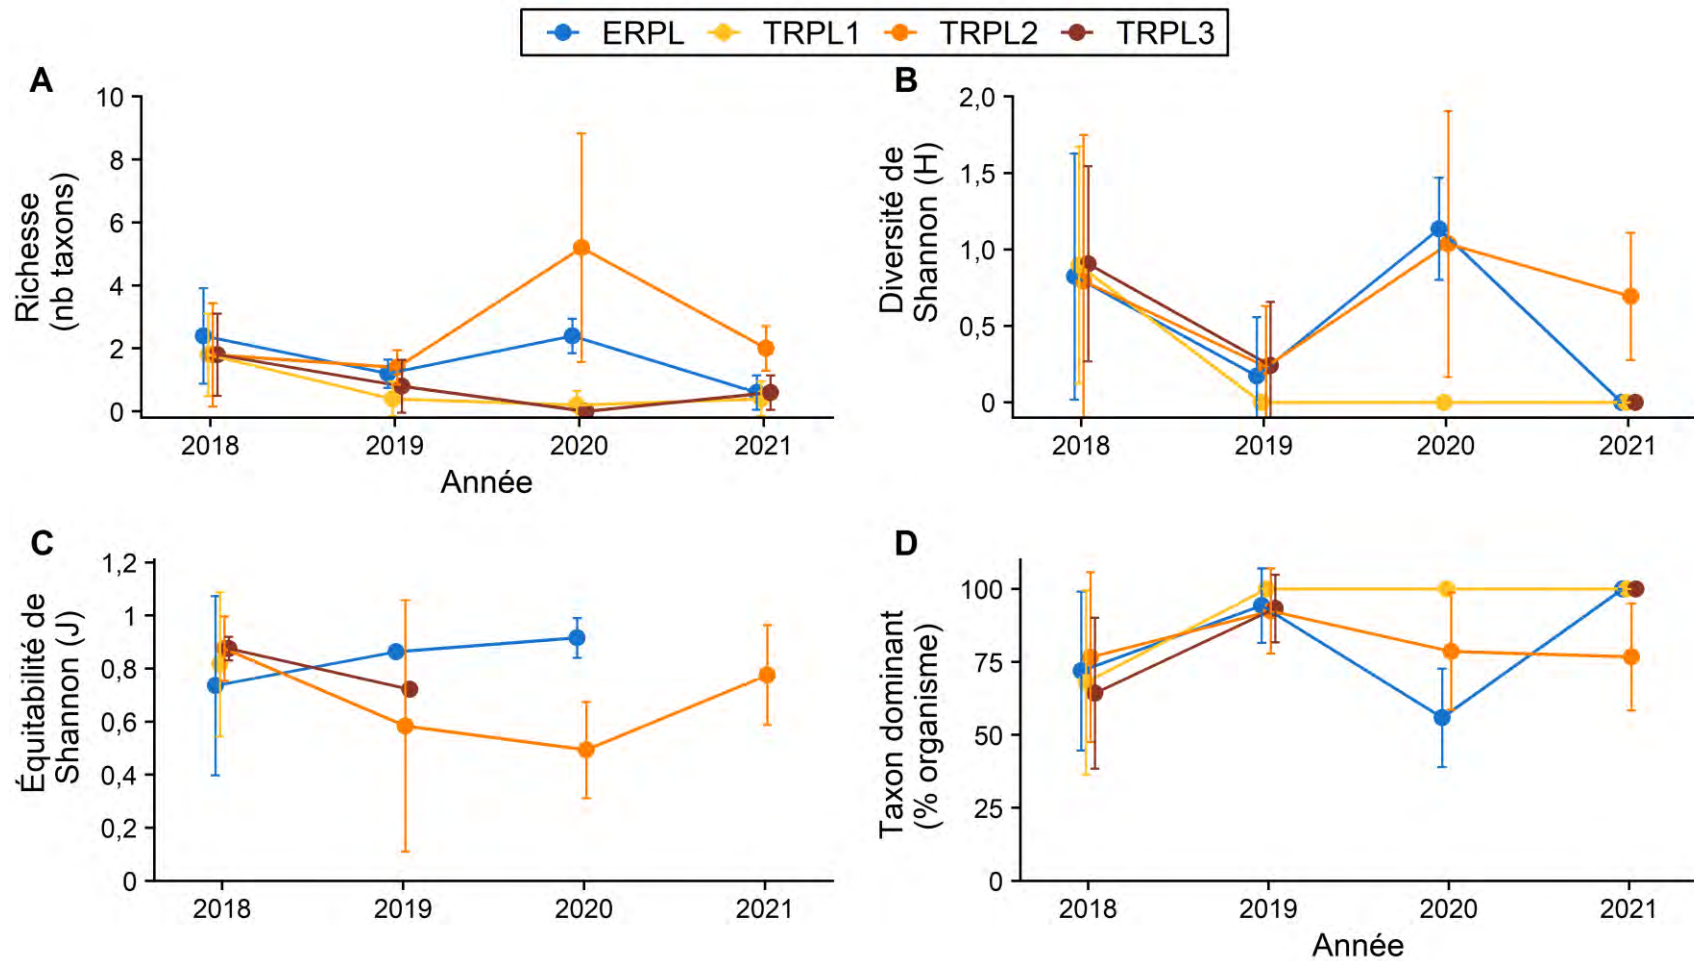 ERPL TRPL1 TRPL2 TRPL3
A
Richesse
(nb taxons)
10
8
6
4
2
0
2018 2019 2020 2021
Année
B
Diversité de
Shannon (H)
2,0
1,5
1,0
0,5
0
2018 2019 2020 2021
C
Équitabilité de
Shannon (J)
1,2
1
0,8
0,6
0,4
0,2
0
2018 2019 2020 2021
D
Taxon dominant
(% organisme)
100
75
50
25
0
2018 2019 2020 2021
Année